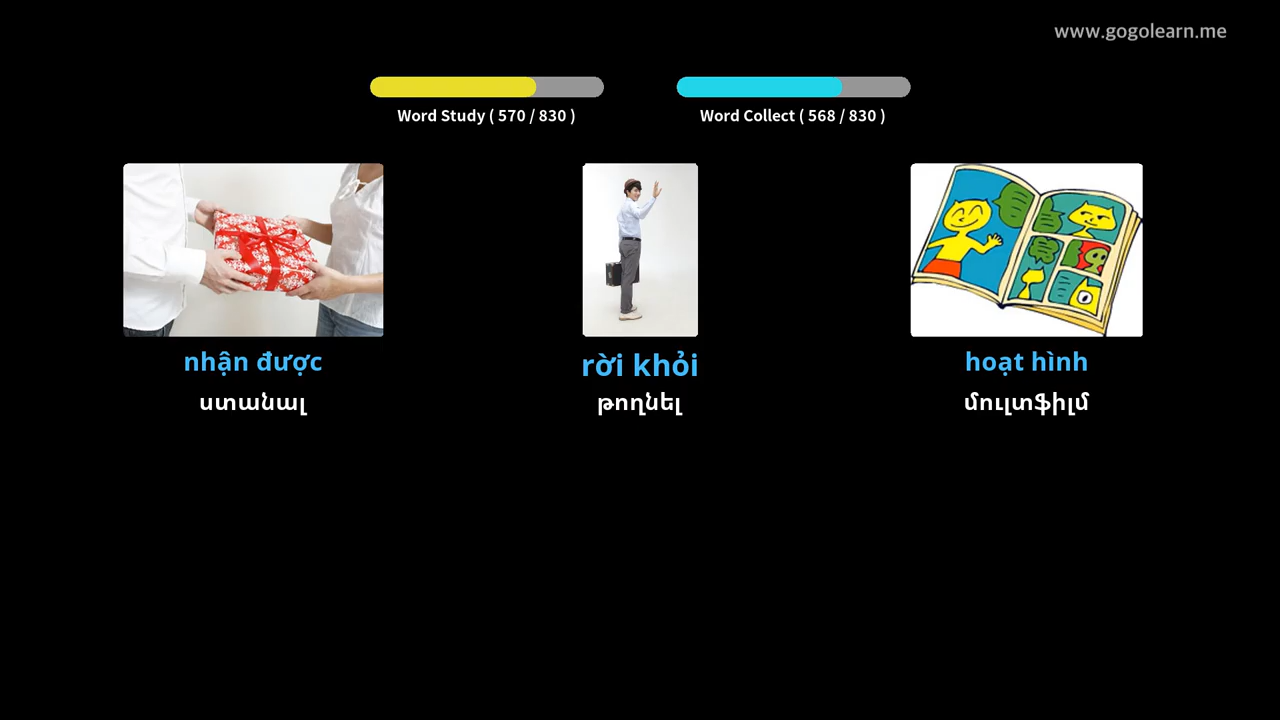 www.gogolearn.me
Word Study ( 570 / 830 )
Word Collect ( 568 / 830 )
nhận được
rời khỏi
hoạt hình
ստանալ
թողնել
մուլտֆիլմ